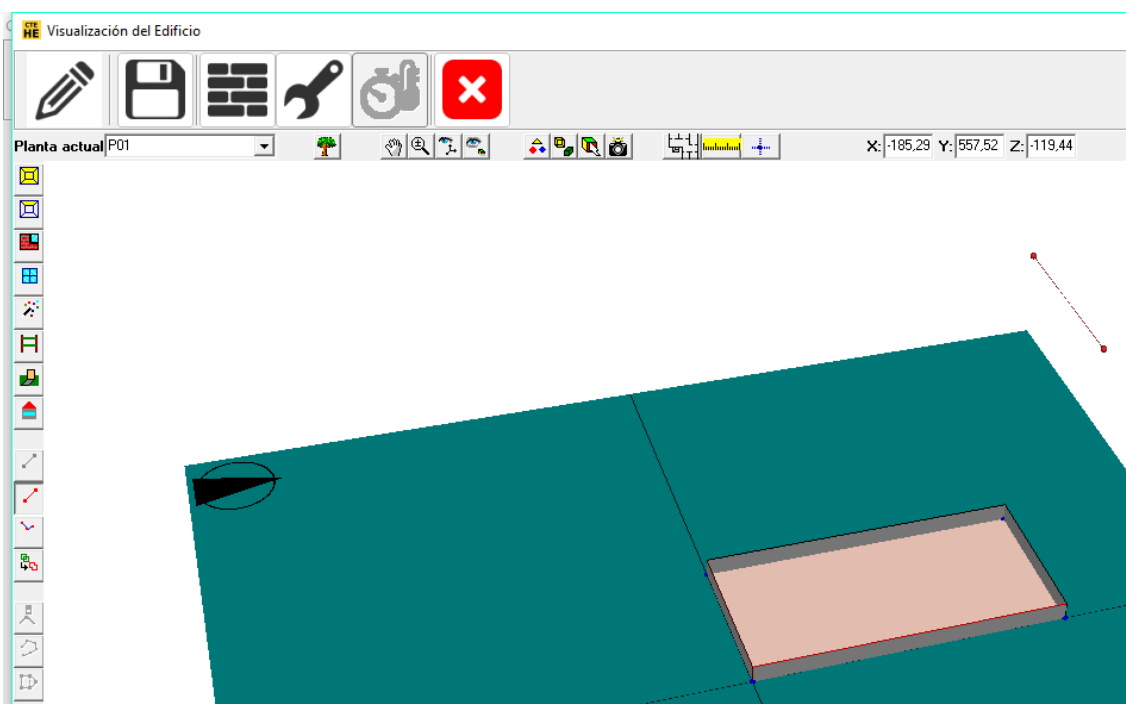 CTE
HE
Visualización del Edificio
Planta actual P01
X: -185,29 Y: 557,52 Z: -119,44